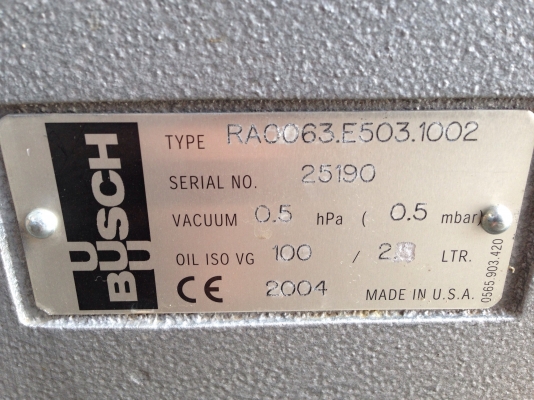 BUSCH
TYPE RA0063.E503.1002
SERIAL NO. 25190
VACUUM 0.5 hPa ( 0.5 mbar)
OIL ISO VG 100 / LTR.
CE 2004 MADE IN U.S.A.
0565 903.420